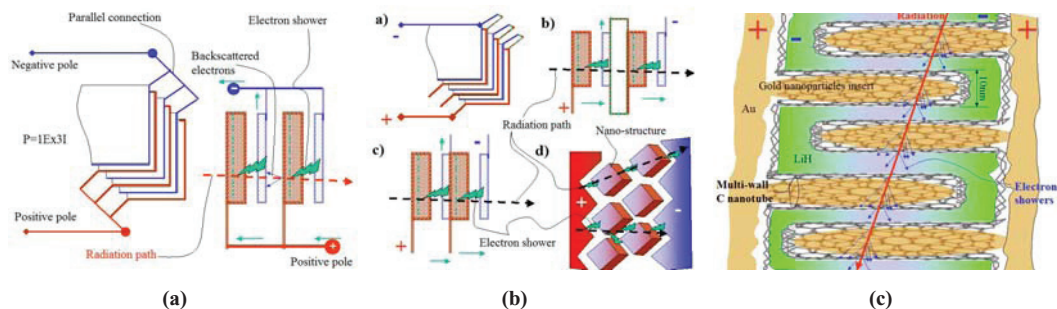 Parallel connection
Electron shower
Backscattered
electrons
Negative pole
P=1Ex3I
Positive pole
Radiation path
+
Positive pole
(a)
a)
-
+
b)
+
Radiation path
Nano-structure
c)
+
Electron shower
d)
+
-
(b)
Radiation
+
-
-
+
Gold nanoparticles insert
10nm
Au
LiH
Multi-wall
C nanotube
Electron
showers
(c)